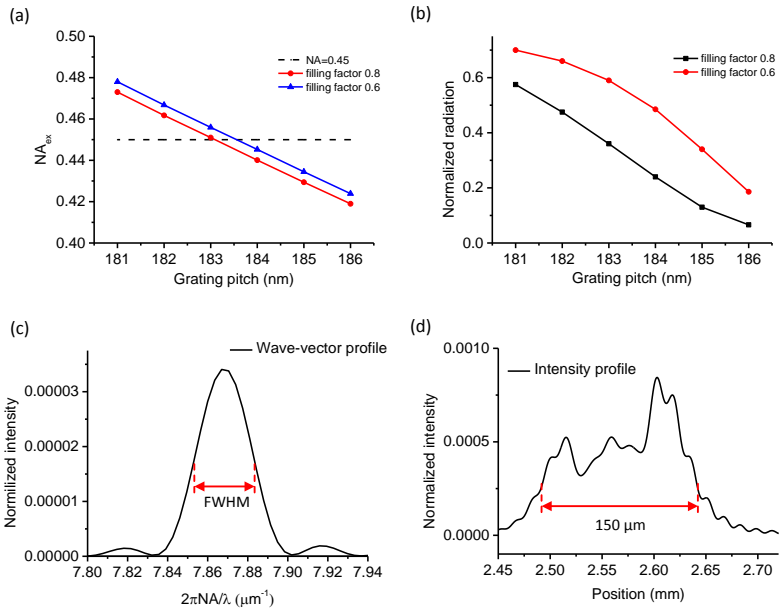 (a)
NA=0.45
filling factor 0.8
filling factor 0.6
NAex
0.50
0.48
0.46
0.44
0.42
0.40
181 182 183 184 185 186
Grating pitch (nm)
(b)
filling factor 0.8
filling factor 0.6
Normalized radiation
0.6
0.4
0.2
0.0
181 182 183 184 185 186
Grating pitch (nm)
(c)
Wave-vector profile
Normilized intensity
0.00003
0.00002
0.00001
0.00000
FWHM
7.80 7.82 7.84 7.86 7.88 7.90 7.92 7.94
2πNA/λ (μm⁻¹)
(d)
Intensity profile
Normalized intensity
0.0010
0.0005
0.0000
150 μm
2.45 2.50 2.55 2.60 2.65 2.70
Position (mm)